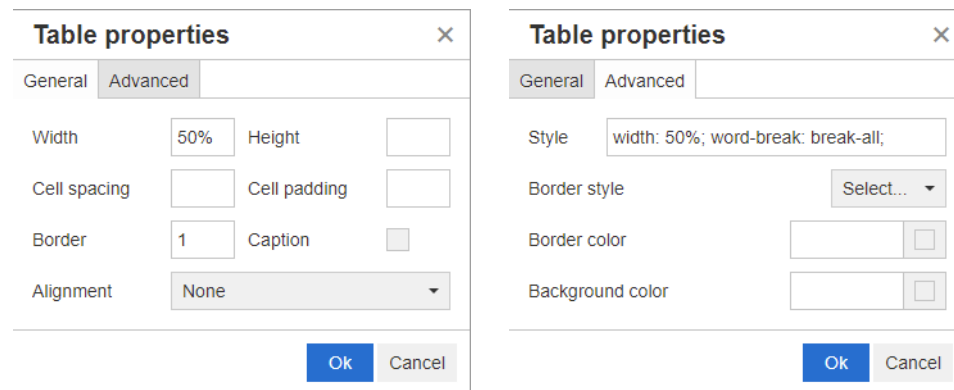 Table properties ×
General Advanced
Width 50% Height
Cell spacing Cell padding
Border 1 Caption
Alignment None
Ok Cancel
Table properties ×
General Advanced
Style width: 50%; word-break: break-all;
Border style Select...
Border color
Background color
Ok Cancel